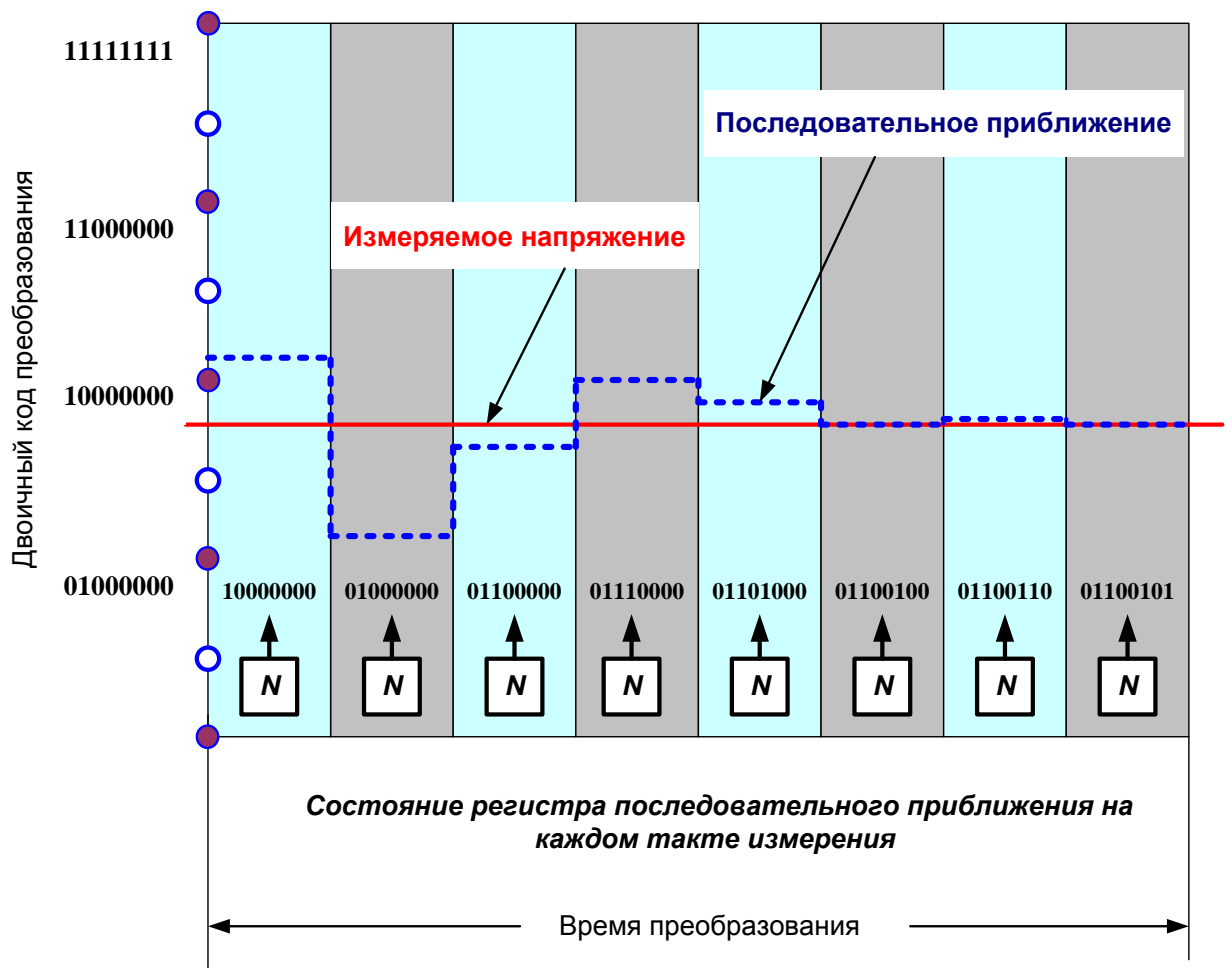 11111111
Последовательное приближение
11000000
Измеряемое напряжение
Двоичный код преобразования
10000000
01000000
10000000 01000000 01100000 01110000 01101000 01100100 01100110 01100101
N N N N N N N N
Состояние регистра последовательного приближения на
каждом такте измерения
Время преобразования